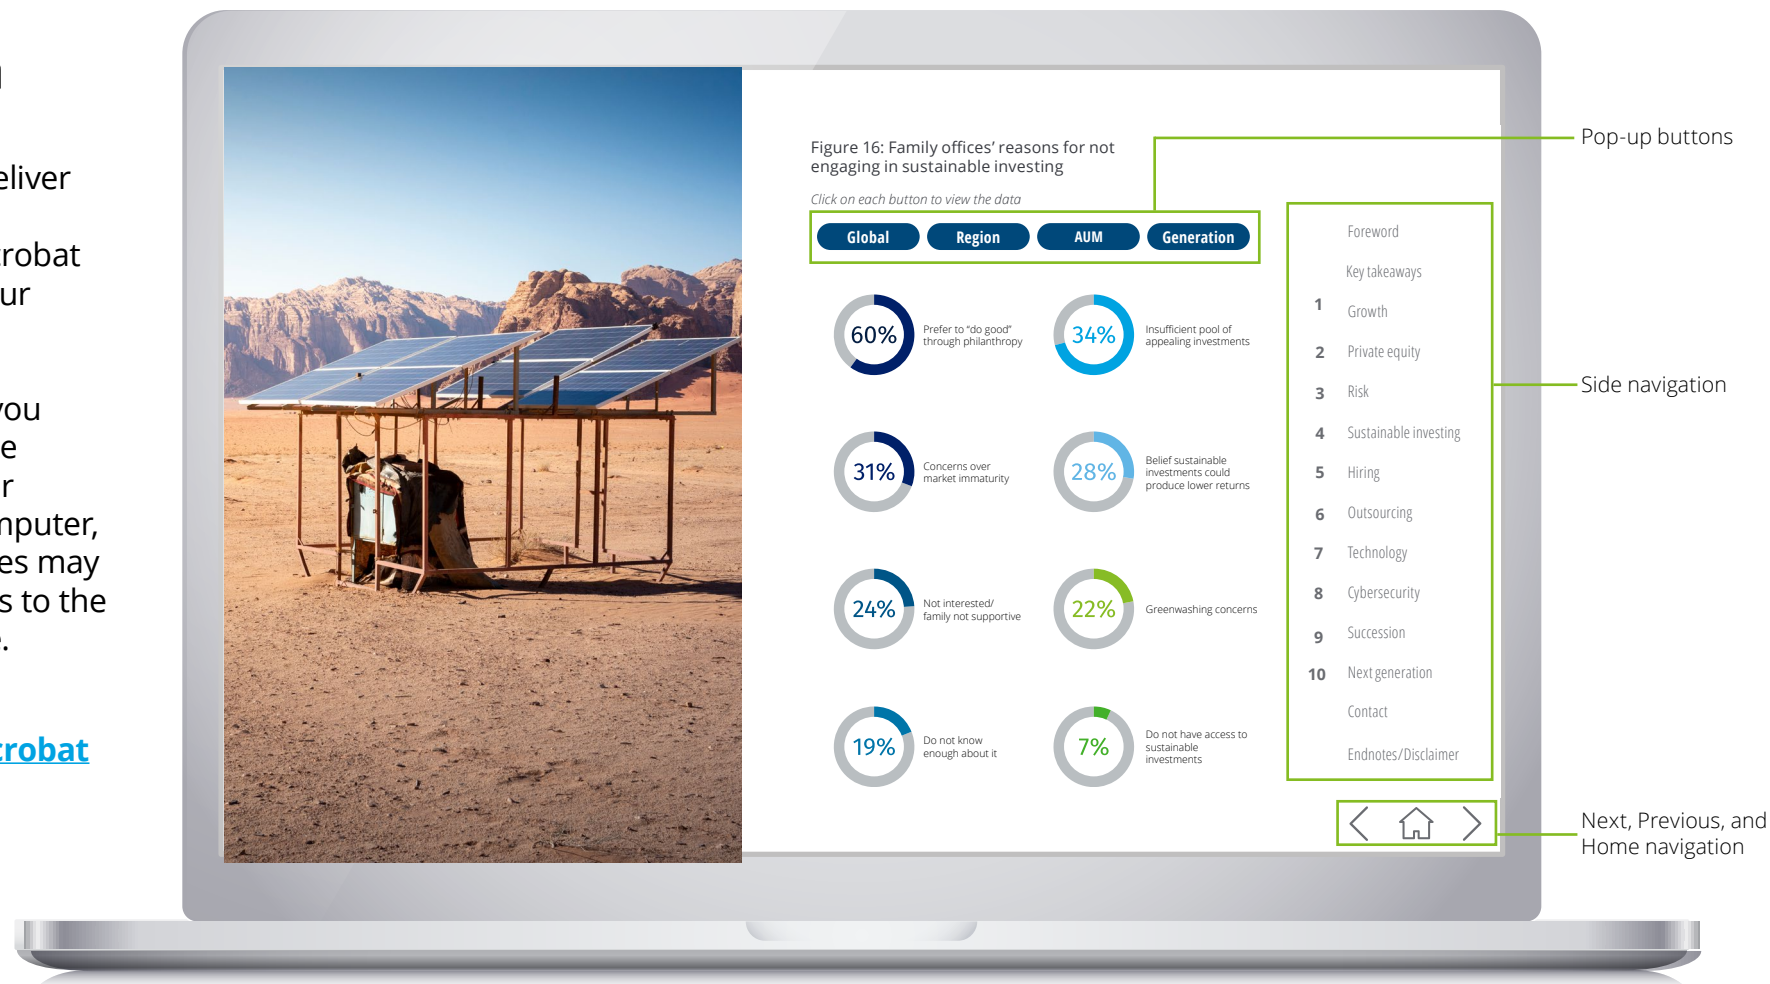 eliver
crobat
ur
you
e
r
mputer,
es may
s to the
e.
crobat
Figure 16: Family offices’ reasons for not
engaging in sustainable investing
Click on each button to view the data
Global Region AUM Generation
60% Prefer to “do good”
through philanthropy
34% Insufficient pool of
appealing investments
31% Concerns over
market immaturity
28% Belief sustainable
investments could
produce lower returns
24% Not interested/
family not supportive
22% Greenwashing concerns
19% Do not know
enough about it
7% Do not have access to
sustainable
investments
Foreword
Key takeaways
1 Growth
2 Private equity
3 Risk
4 Sustainable investing
5 Hiring
6 Outsourcing
7 Technology
8 Cybersecurity
9 Succession
10 Next generation
Contact
Endnotes/Disclaimer
Pop-up buttons
Side navigation
Next, Previous, and
Home navigation